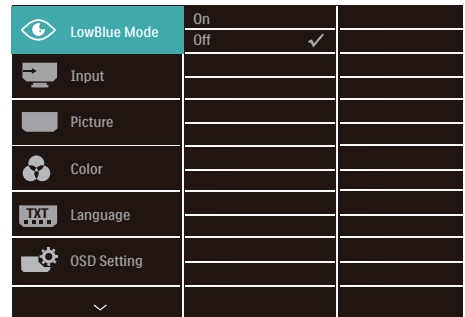 LowBlue Mode
On
Off
Input
Picture
Color
TXT
Language
OSD Setting